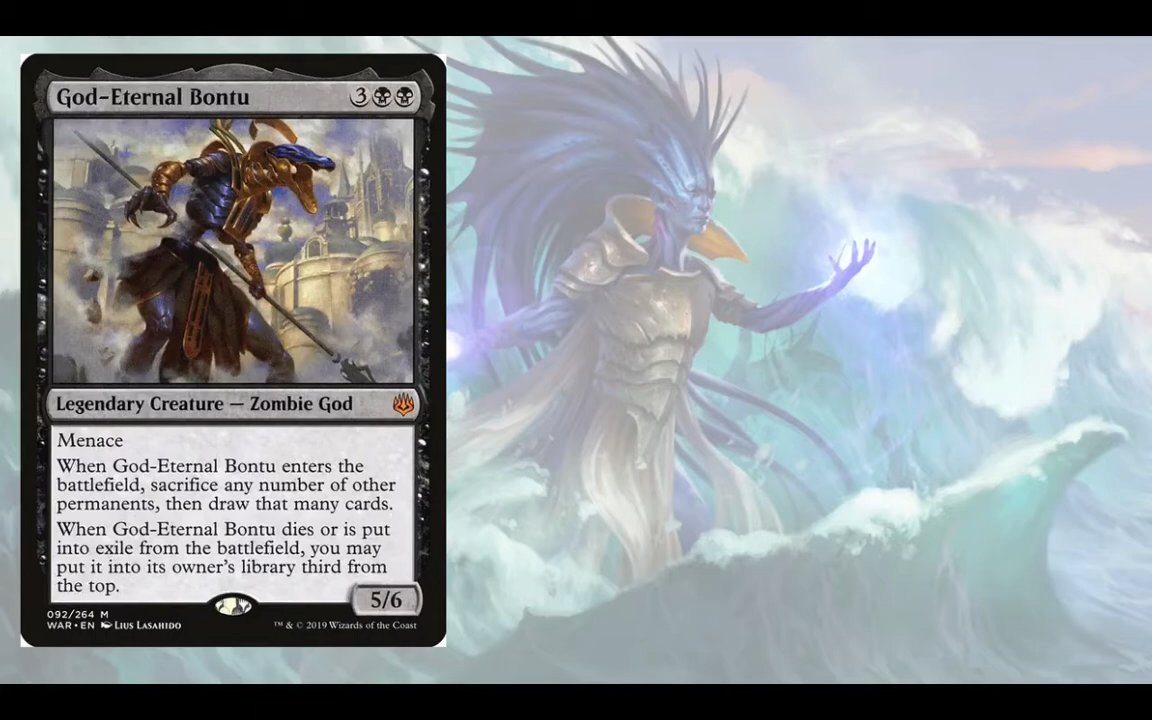 God-Eternal Bontu 3
Legendary Creature — Zombie God
Menace
When God-Eternal Bontu enters the
battlefield, sacrifice any number of other
permanents, then draw that many cards.
When God-Eternal Bontu dies or is put
into exile from the battlefield, you may
put it into its owner's library third from
the top.
5/6
092/264 M
WAR • EN Lius Lasahido
™ & © 2019 Wizards of the Coast